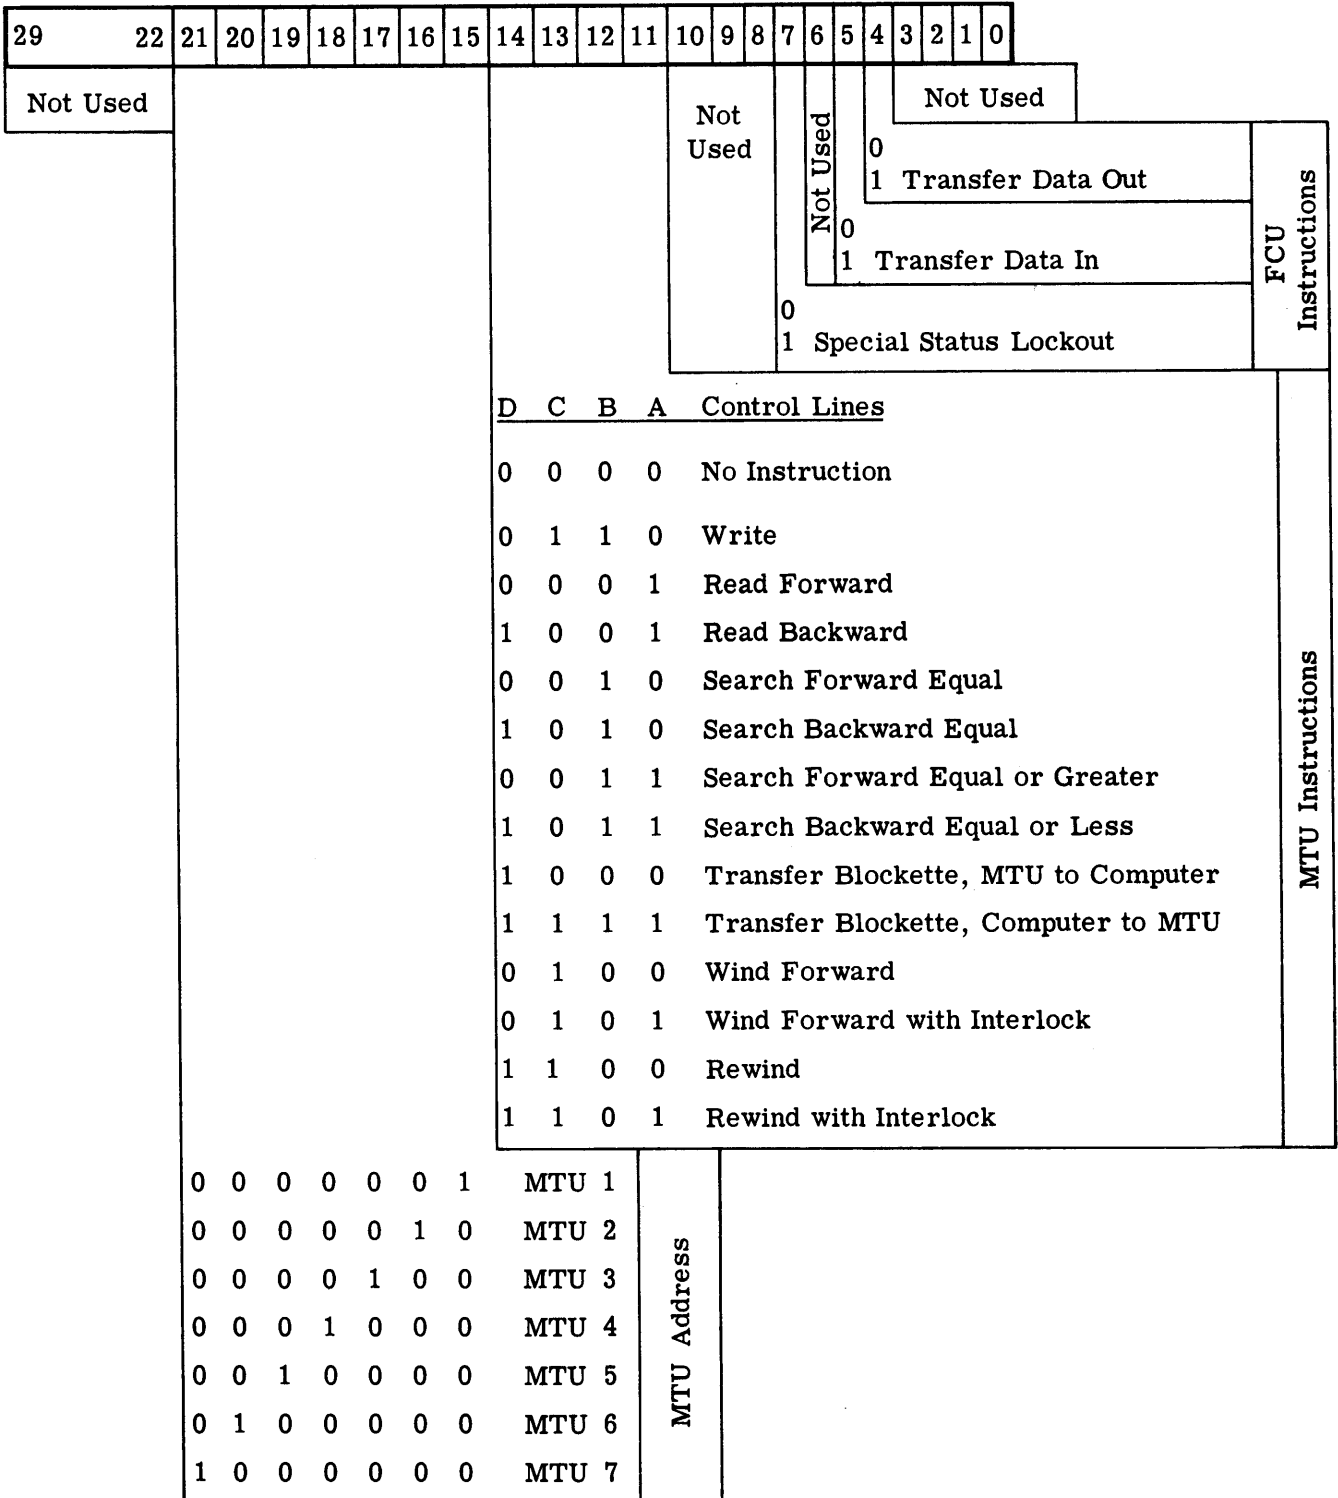 29 22 21 20 19 18 17 16 15 14 13 12 11 10 9 8 7 6 5 4 3 2 1 0
Not Used
Not Used
Not Used
Not
Used
0
1 Transfer Data Out
0
1 Transfer Data In
0
1 Special Status Lockout
FCU
Instructions
D C B A Control Lines
0 0 0 0 No Instruction
0 1 1 0 Write
0 0 0 1 Read Forward
1 0 0 1 Read Backward
0 0 1 0 Search Forward Equal
1 0 1 0 Search Backward Equal
0 0 1 1 Search Forward Equal or Greater
1 0 1 1 Search Backward Equal or Less
1 0 0 0 Transfer Blockette, MTU to Computer
1 1 1 1 Transfer Blockette, Computer to MTU
0 1 0 0 Wind Forward
0 1 0 1 Wind Forward with Interlock
1 1 0 0 Rewind
1 1 0 1 Rewind with Interlock
MTU Instructions
0 0 0 0 0 0 1 MTU 1
0 0 0 0 0 1 0 MTU 2
0 0 0 0 1 0 0 MTU 3
0 0 0 1 0 0 0 MTU 4
0 0 1 0 0 0 0 MTU 5
0 1 0 0 0 0 0 MTU 6
1 0 0 0 0 0 0 MTU 7
MTU Address